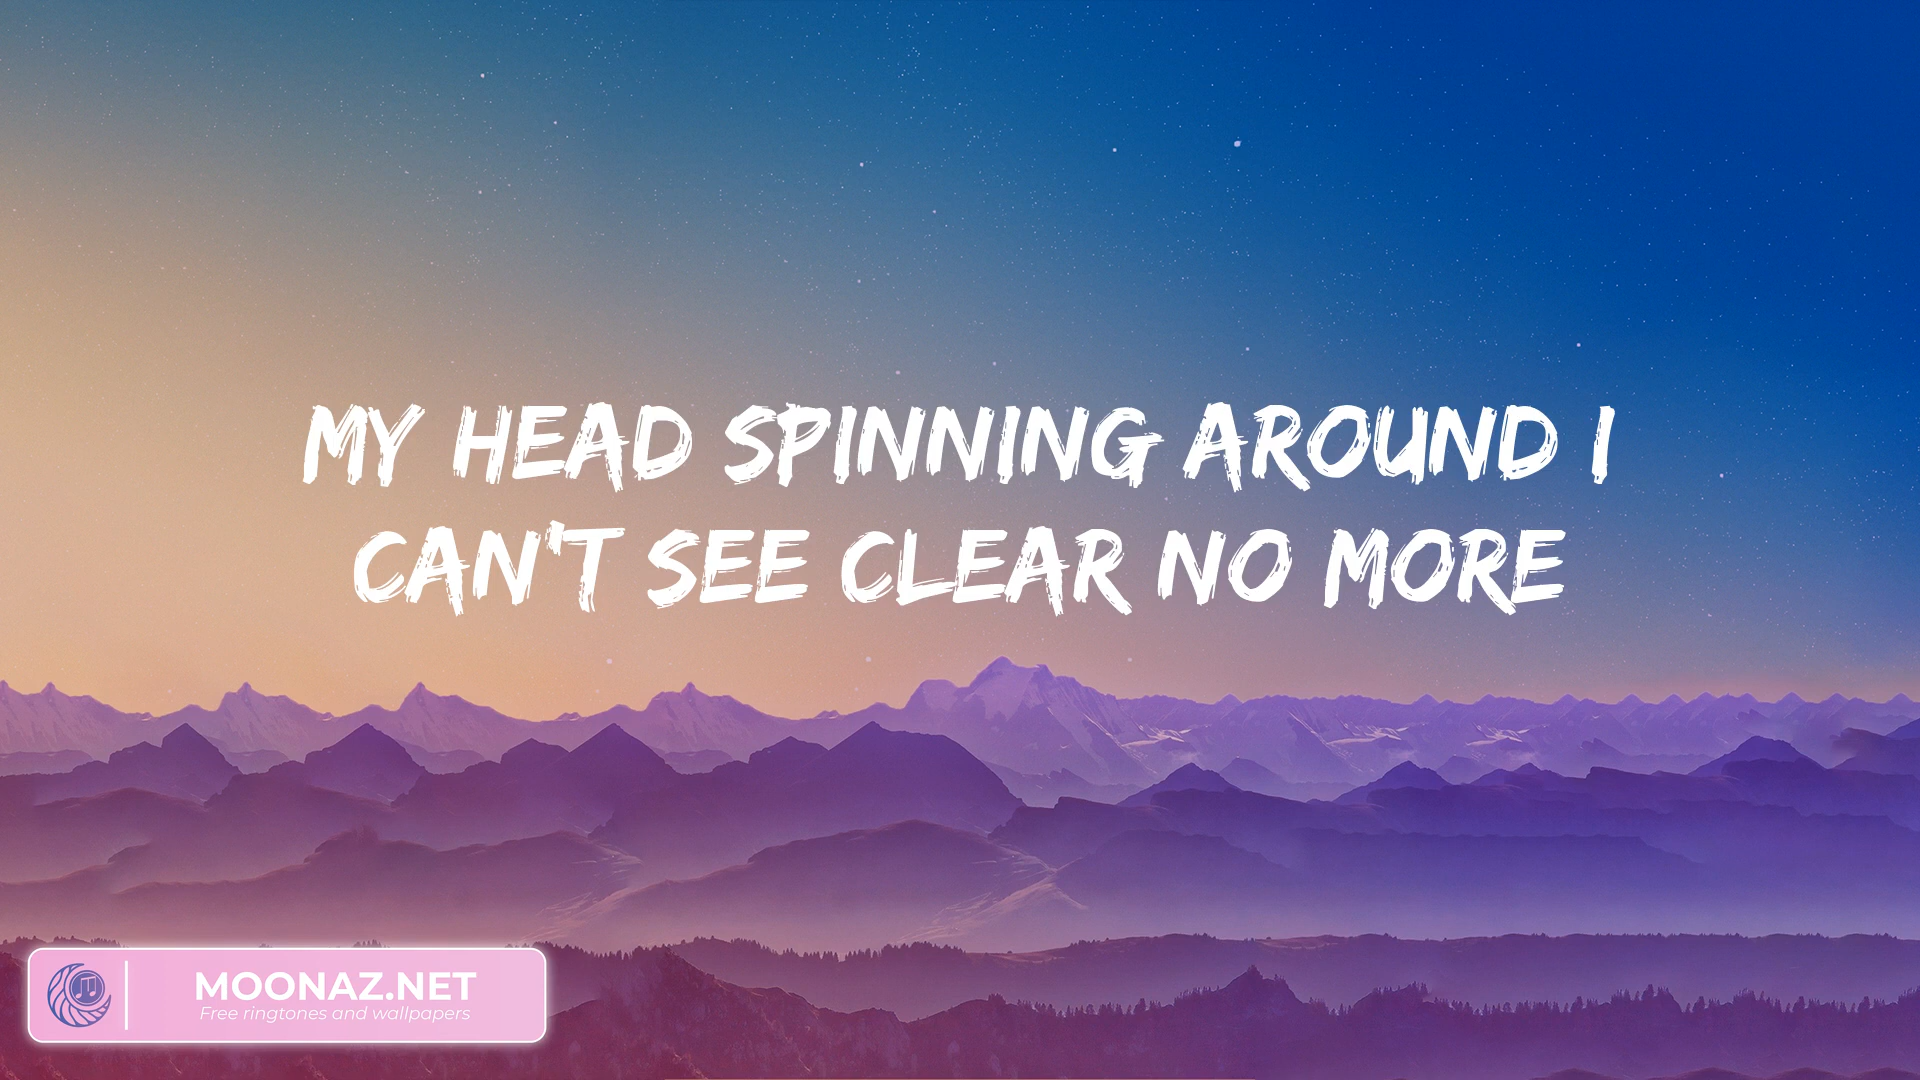 MY HEAD SPINNING AROUND I
CAN'T SEE CLEAR NO MORE
MOONAZ.NET
Free ringtones and wallpapers